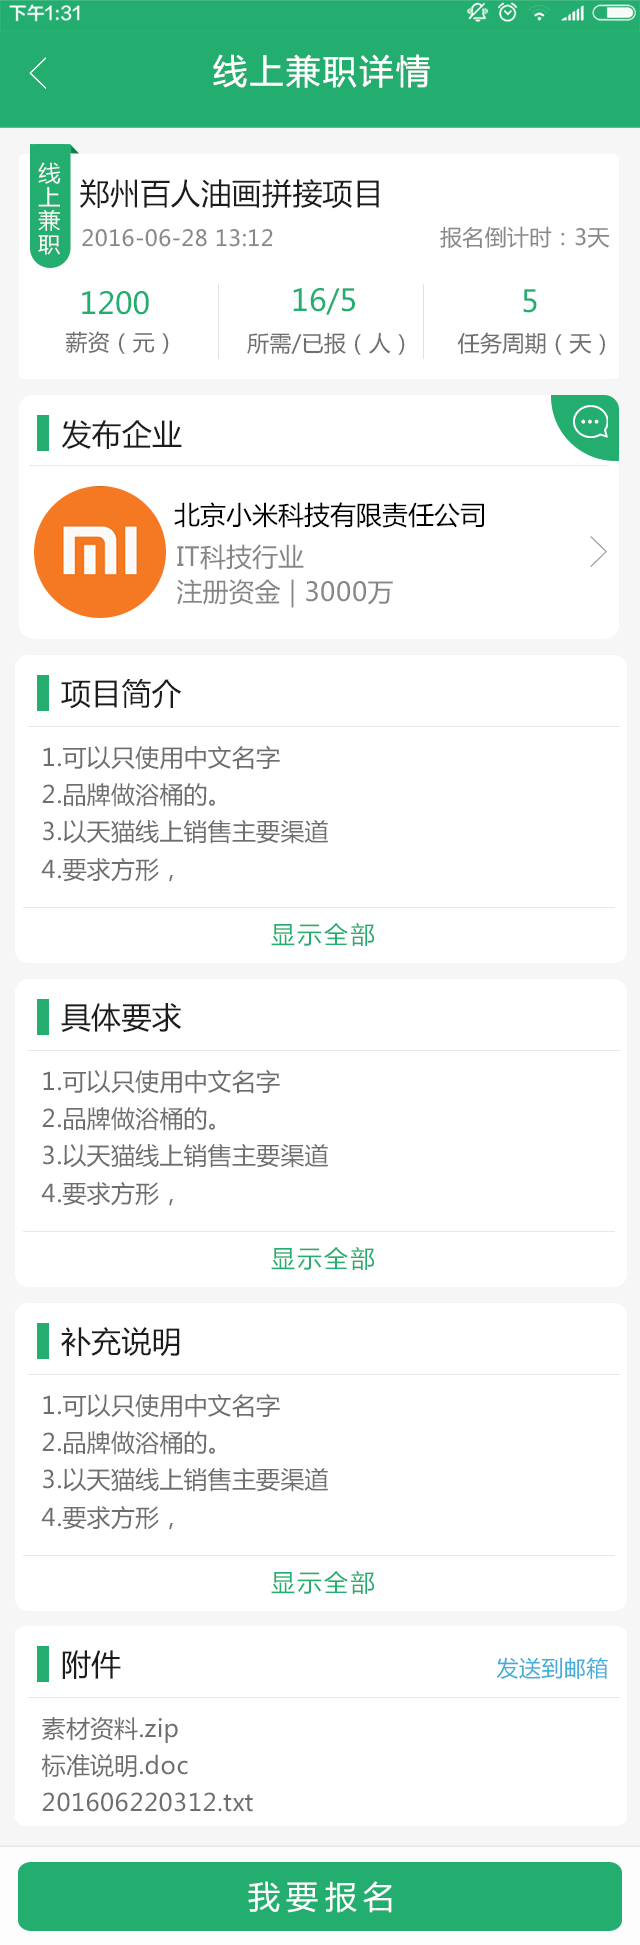 下午1:31
线上兼职详情
线上兼职
郑州百人油画拼接项目
2016-06-28 13:12
报名倒计时：3天
1200
16/5
5
薪资（元）
所需/已报（人）
任务周期（天）
发布企业
北京小米科技有限责任公司
IT科技行业
注册资金 | 3000万
项目简介
1.可以只使用中文名字
2.品牌做浴桶的。
3.以天猫线上销售主要渠道
4.要求方形，
显示全部
具体要求
1.可以只使用中文名字
2.品牌做浴桶的。
3.以天猫线上销售主要渠道
4.要求方形，
显示全部
补充说明
1.可以只使用中文名字
2.品牌做浴桶的。
3.以天猫线上销售主要渠道
4.要求方形，
显示全部
附件
发送到邮箱
素材资料.zip
标准说明.doc
201606220312.txt
我要报名